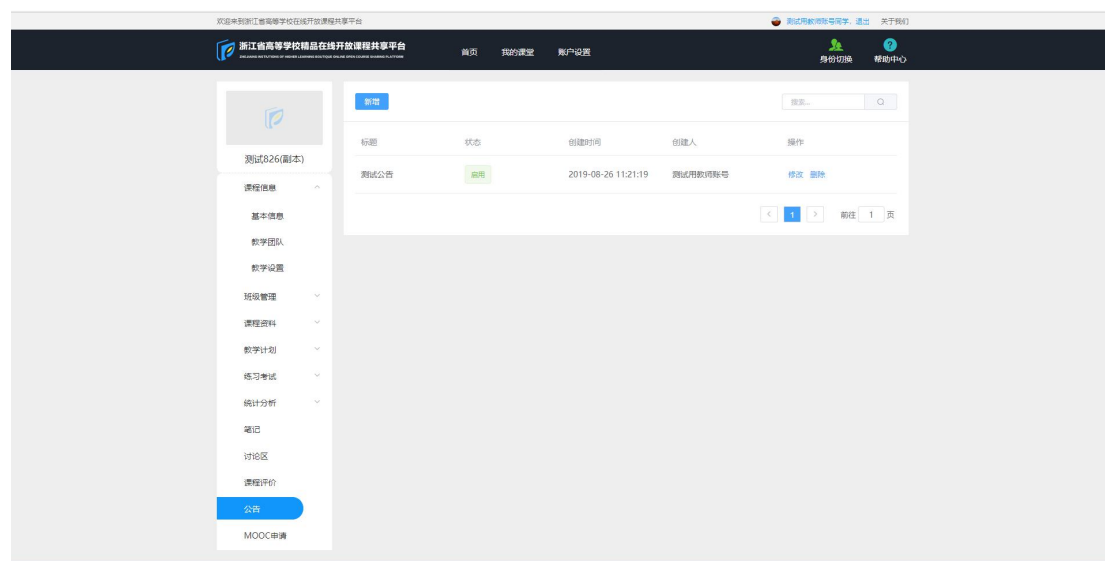 欢迎来到浙江省高等学校在线开放课程共享平台
测试用教师账号同学，退出 关于我们
浙江省高等学校精品在线开放课程共享平台
首页 我的课堂 账户设置
身份切换 帮助中心
新增
搜索...
标题 状态 创建时间 创建人 操作
测试公告 启用 2019-08-26 11:21:19 测试用教师账号 修改 删除
1 前往 1 页
测试826(副本)
课程信息
基本信息
教学团队
教学设置
班级管理
课程资料
教学计划
练习考试
统计分析
笔记
讨论区
课程评价
公告
MOOC申请